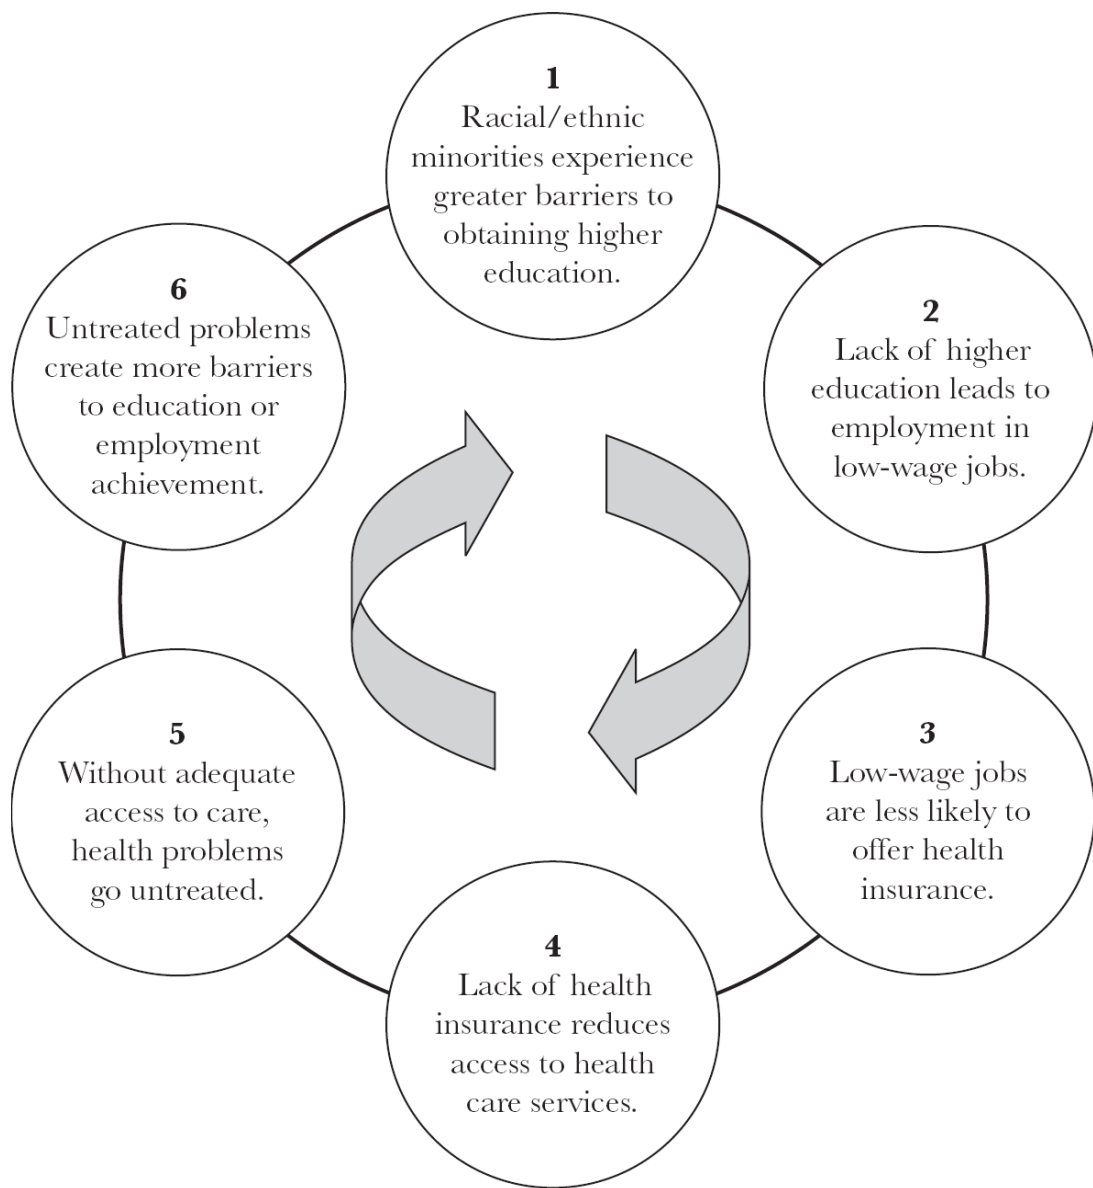 1
Racial/ethnic
minorities experience
greater barriers to
obtaining higher
education.
2
Lack of higher
education leads to
employment in
low-wage jobs.
3
Low-wage jobs
are less likely to
offer health
insurance.
4
Lack of health
insurance reduces
access to health
care services.
5
Without adequate
access to care,
health problems
go untreated.
6
Untreated problems
create more barriers
to education or
employment
achievement.